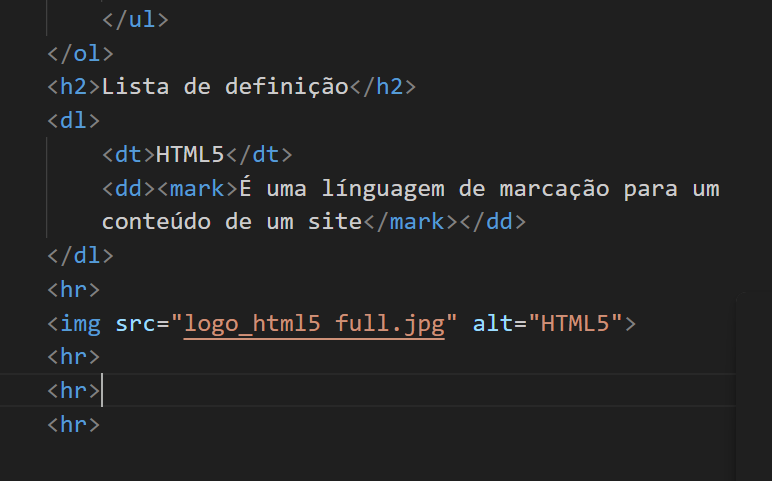 </ul>
</ol>
<h2>Lista de definição</h2>
<dl>
<dt>HTML5</dt>
<dd><mark>É uma línguagem de marcação para um
conteúdo de um site</mark></dd>
</dl>
<hr>
<img src="logo_html5 full.jpg" alt="HTML5">
<hr>
<hr>
<hr>